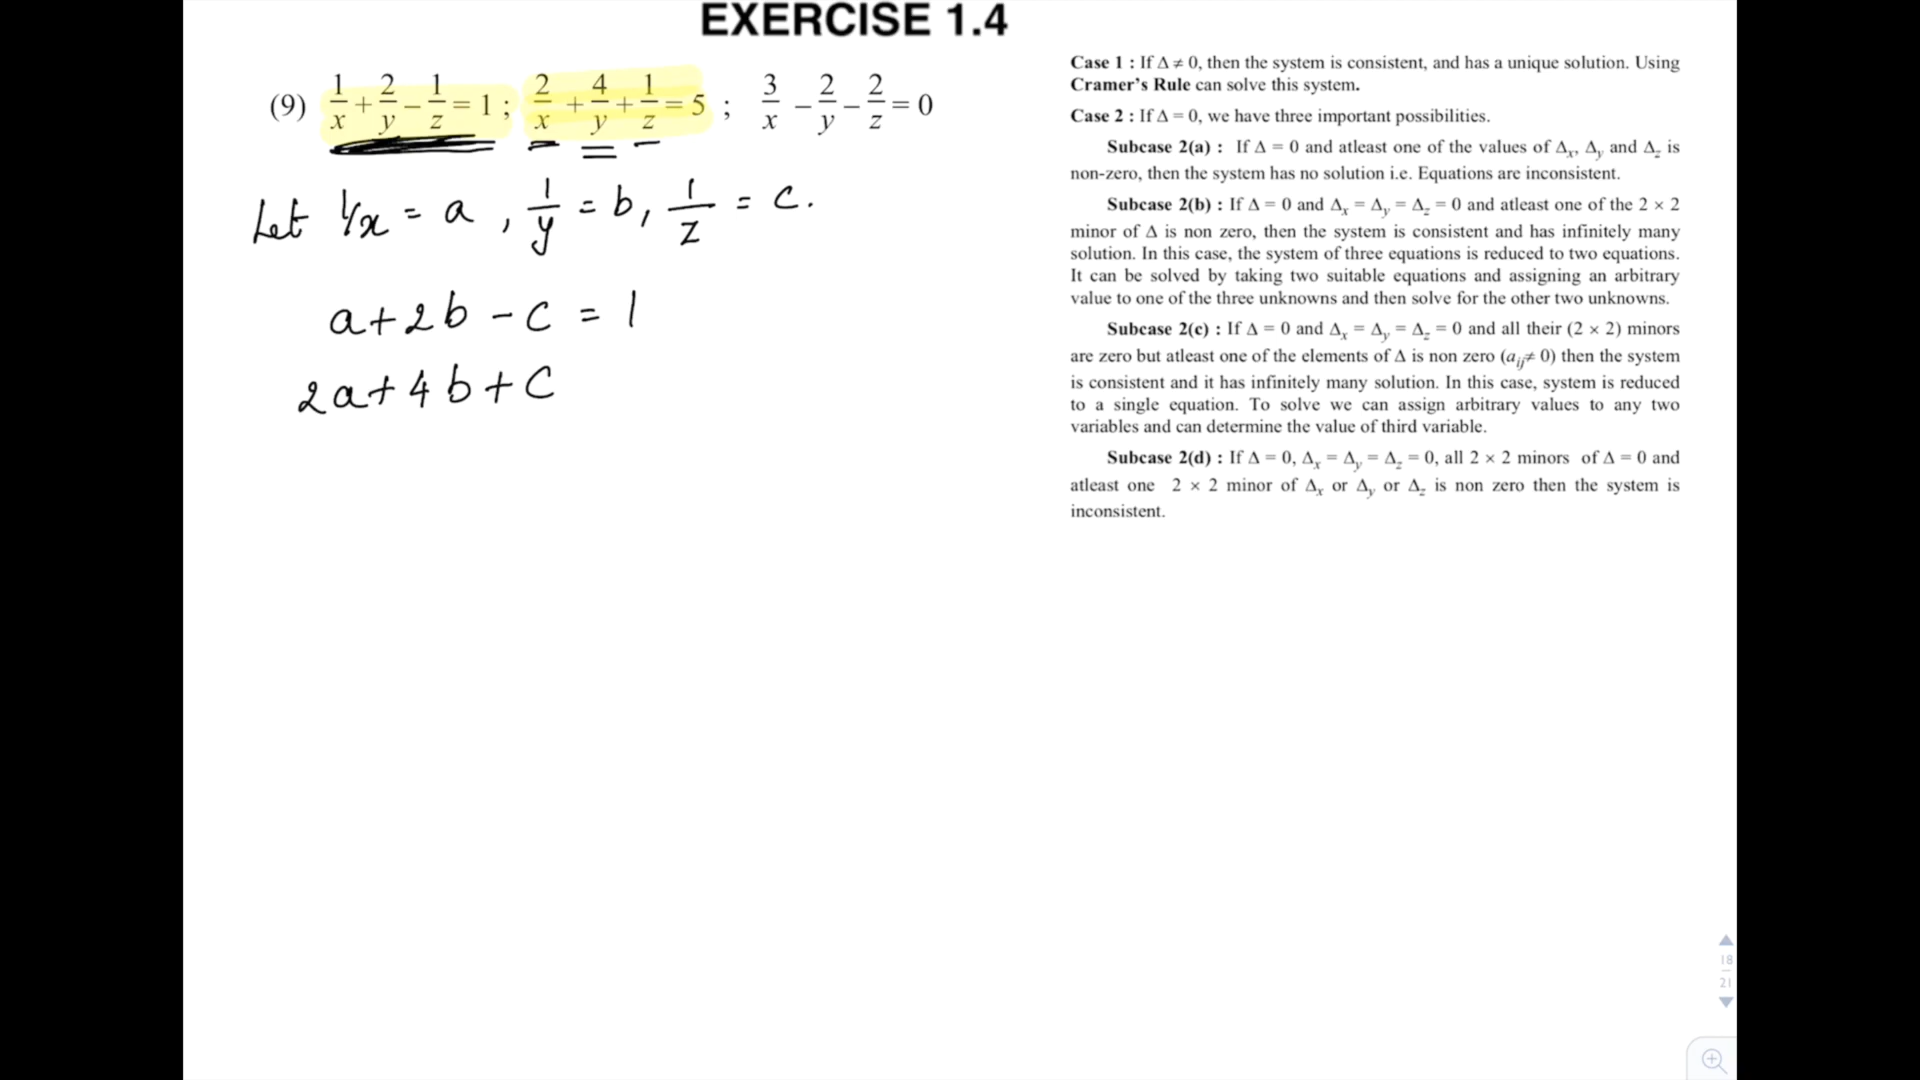 EXERCISE 1.4
(9) 1/x + 2/y − 1/z = 1 ; 2/x + 4/y + 1/z = 5 ; 3/x − 2/y − 2/z = 0
Let 1/x = a , 1/y = b, 1/z = c.
a+2b - c = 1
2a+4b+c
Case 1 : If Δ ≠ 0, then the system is consistent, and has a unique solution. Using
Cramer’s Rule can solve this system.
Case 2 : If Δ = 0, we have three important possibilities.
Subcase 2(a) : If Δ = 0 and atleast one of the values of Δx, Δy and Δz is
non-zero, then the system has no solution i.e. Equations are inconsistent.
Subcase 2(b) : If Δ = 0 and Δx = Δy = Δz = 0 and atleast one of the 2 × 2
minor of Δ is non zero, then the system is consistent and has infinitely many
solution. In this case, the system of three equations is reduced to two equations.
It can be solved by taking two suitable equations and assigning an arbitrary
value to one of the three unknowns and then solve for the other two unknowns.
Subcase 2(c) : If Δ = 0 and Δx = Δy = Δz = 0 and all their (2 × 2) minors
are zero but atleast one of the elements of Δ is non zero (aij≠ 0) then the system
is consistent and it has infinitely many solution. In this case, system is reduced
to a single equation. To solve we can assign arbitrary values to any two
variables and can determine the value of third variable.
Subcase 2(d) : If Δ = 0, Δx = Δy = Δz = 0, all 2 × 2 minors of Δ = 0 and
atleast one 2 × 2 minor of Δx or Δy or Δz is non zero then the system is
inconsistent.
18
21